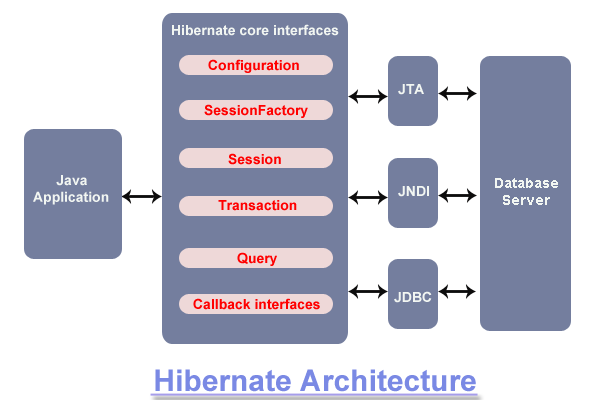 Hibernate core interfaces
Configuration
SessionFactory
Session
Transaction
Query
Callback interfaces
Java
Application
JTA
JNDI
JDBC
Database
Server
Hibernate Architecture